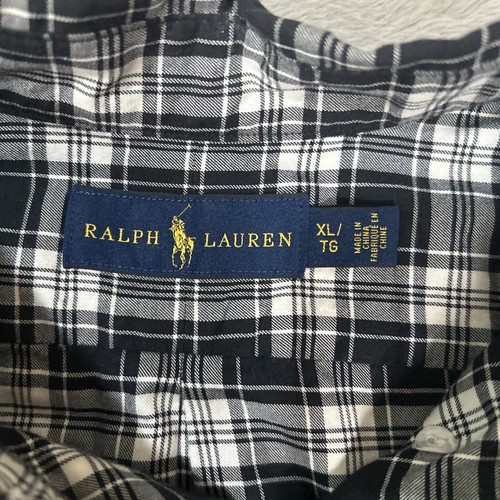 RALPH LAUREN
XL/
TG
MADE IN
CHINA
FABRIQUÉ EN
CHINE